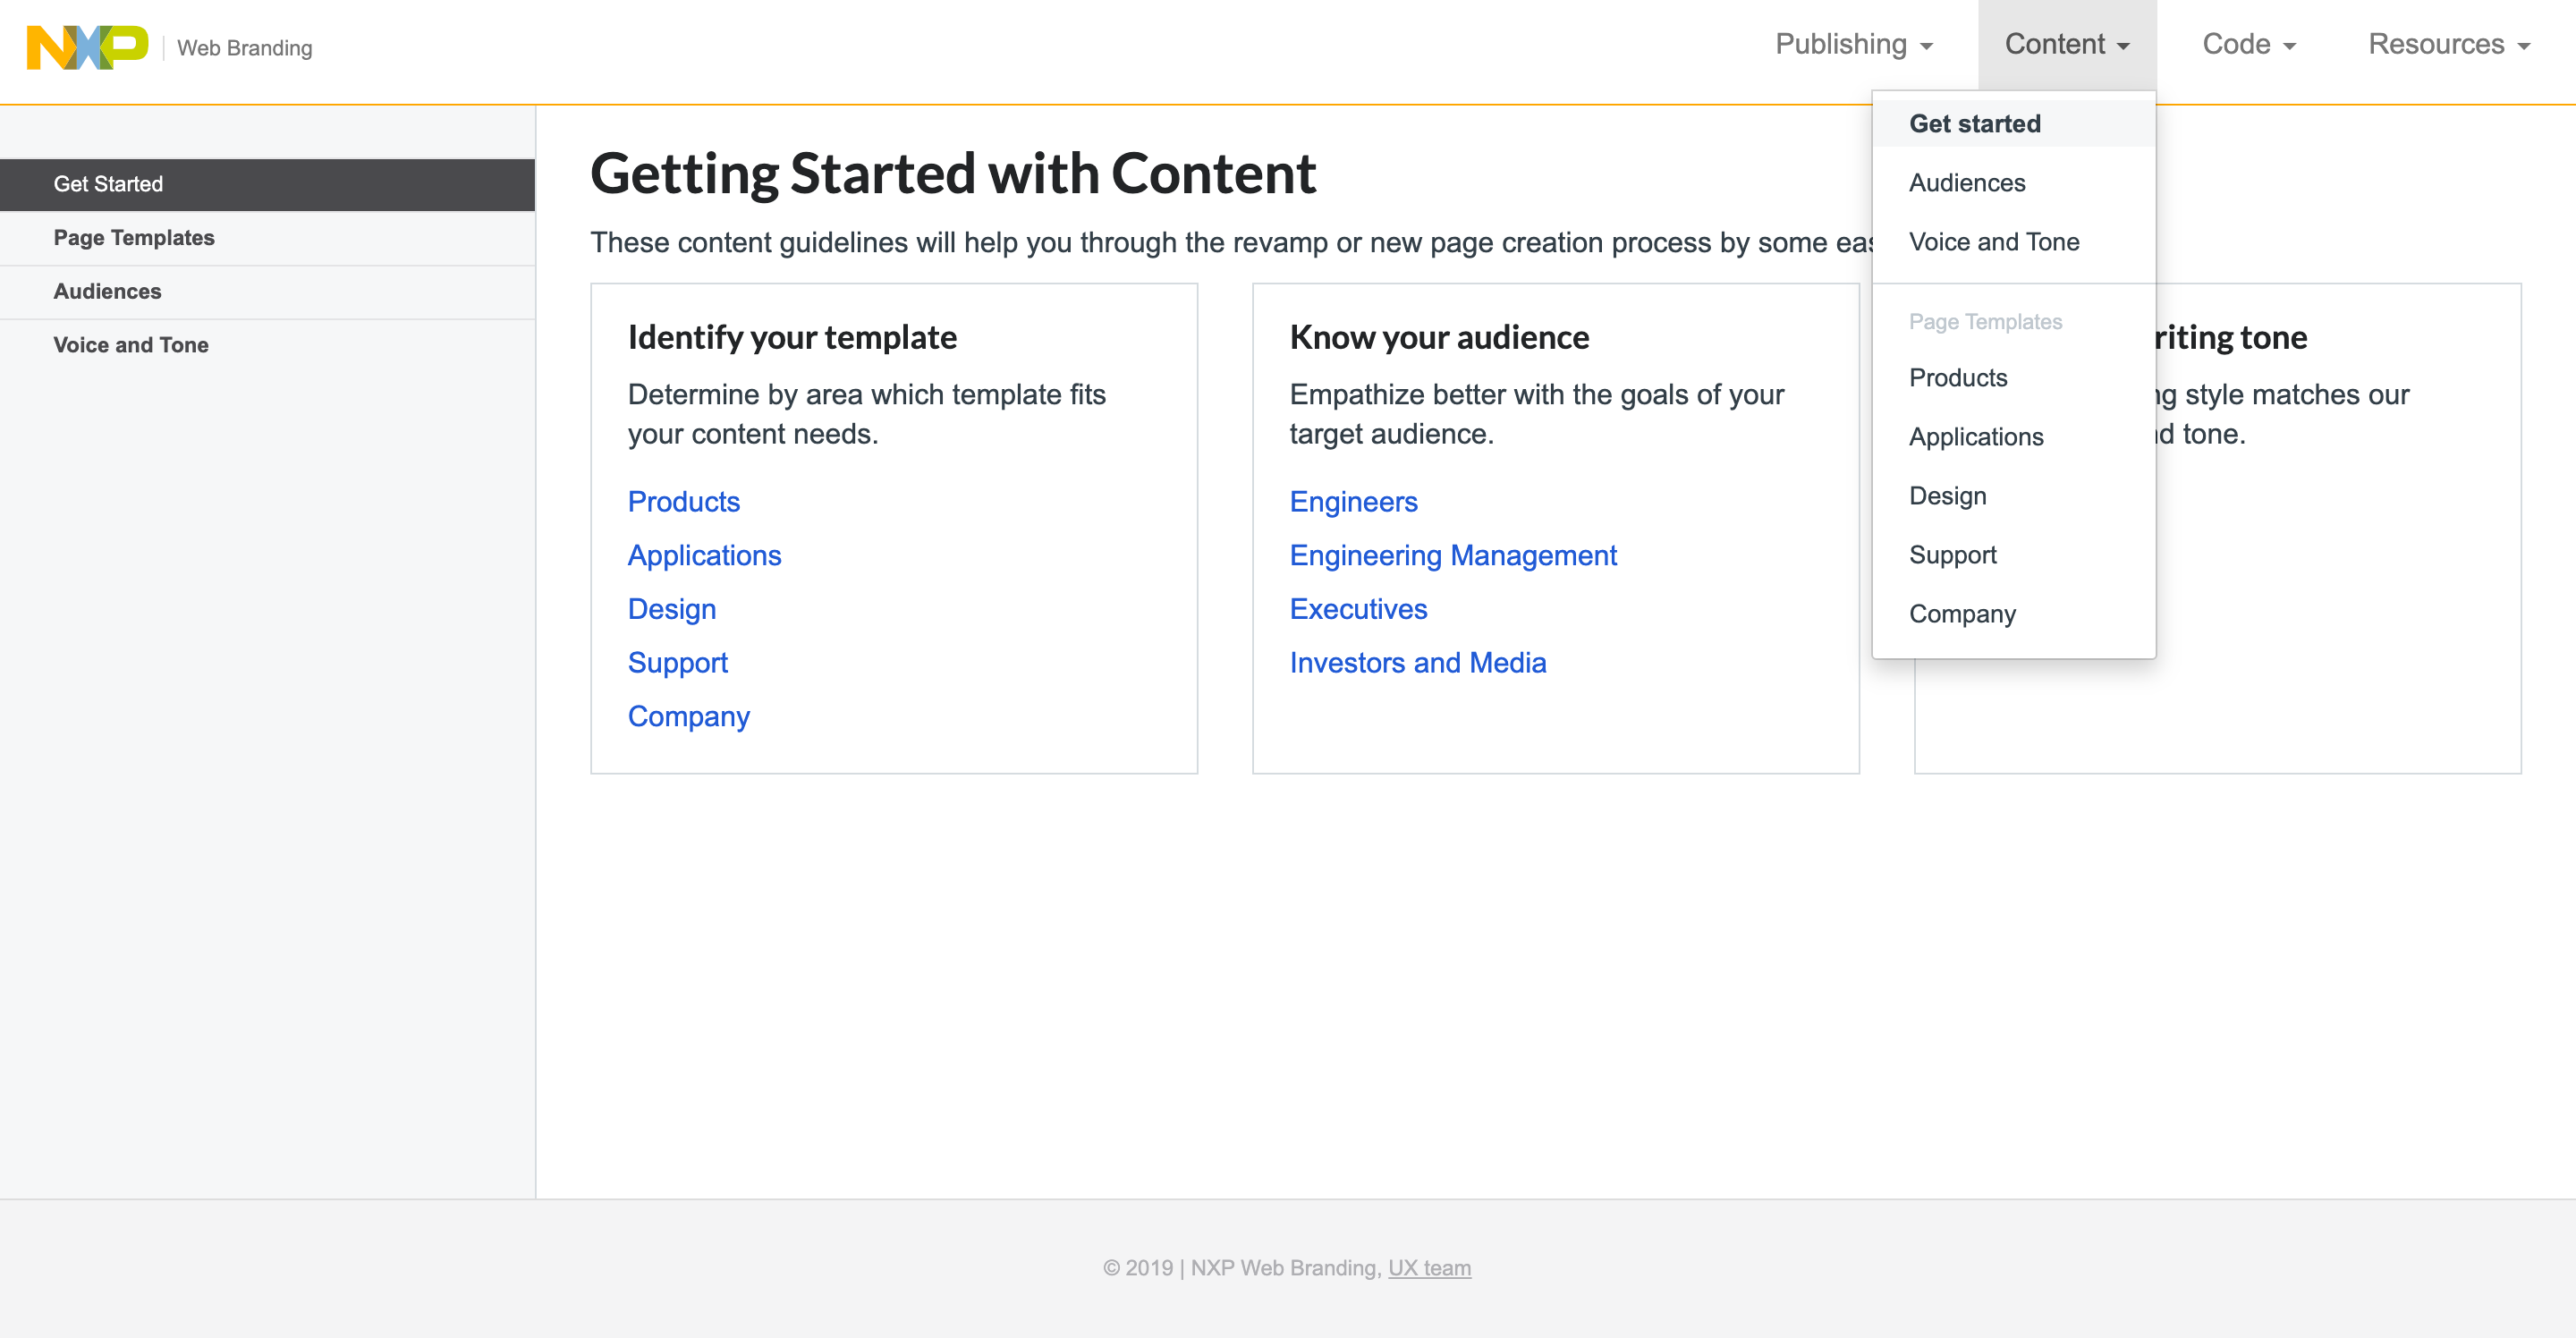 NXP | Web Branding
Publishing
Content
Code
Resources
Get started
Audiences
Voice and Tone
Page Templates
Products
Applications
Design
Support
Company
Get Started
Page Templates
Audiences
Voice and Tone
Getting Started with Content
These content guidelines will help you through the revamp or new page creation process by some
Identify your template
Determine by area which template fits
your content needs.
Products
Applications
Design
Support
Company
Know your audience
Empathize better with the goals of your
target audience.
Engineers
Engineering Management
Executives
Investors and Media
tone
style matches our
tone.
© 2019 | NXP Web Branding, UX team